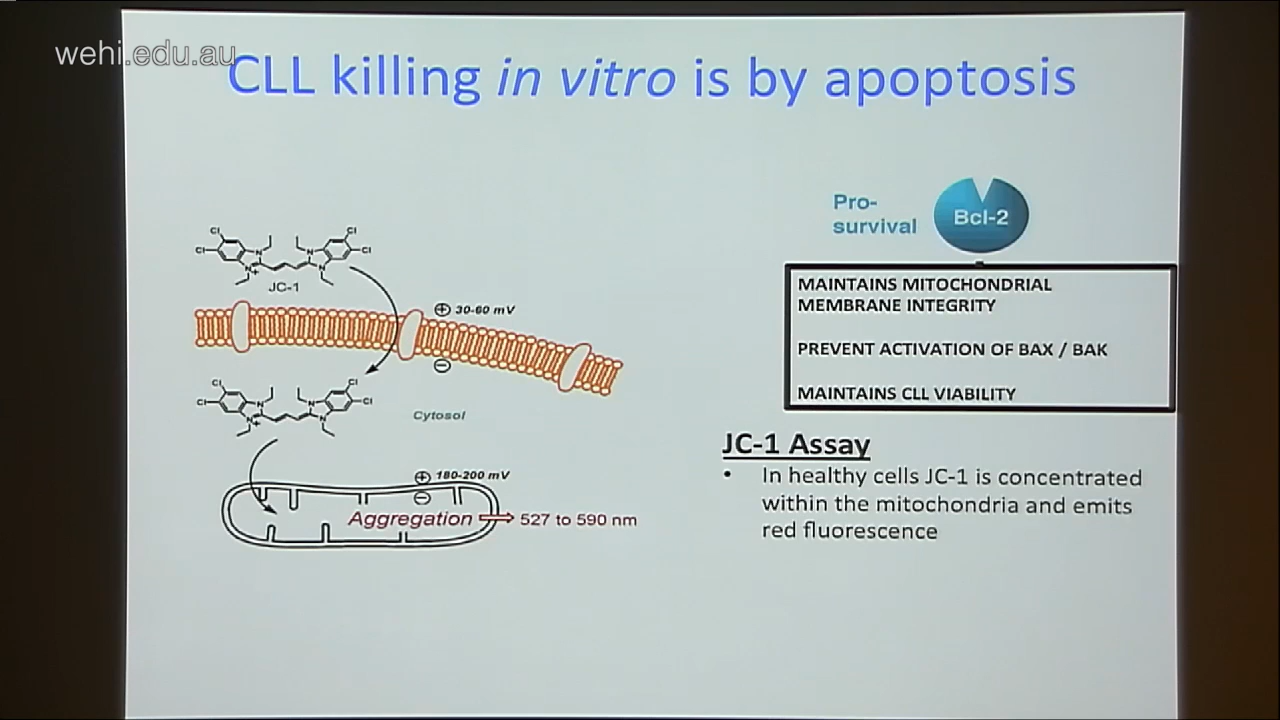 wehi.edu.au
CLL killing in vitro is by apoptosis
Pro-
survival
Bcl-2
MAINTAINS MITOCHONDRIAL
MEMBRANE INTEGRITY
PREVENT ACTIVATION OF BAX / BAK
MAINTAINS CLL VIABILITY
JC-1 Assay
• In healthy cells JC-1 is concentrated
within the mitochondria and emits
red fluorescence
Cl
Cl
Cl
Cl
N
N
N+
N
JC-1
+ 30-60 mV
−
Cl
Cl
Cl
Cl
N
N
N+
N
Cytosol
+ 180-200 mV
−
Aggregation
527 to 590 nm